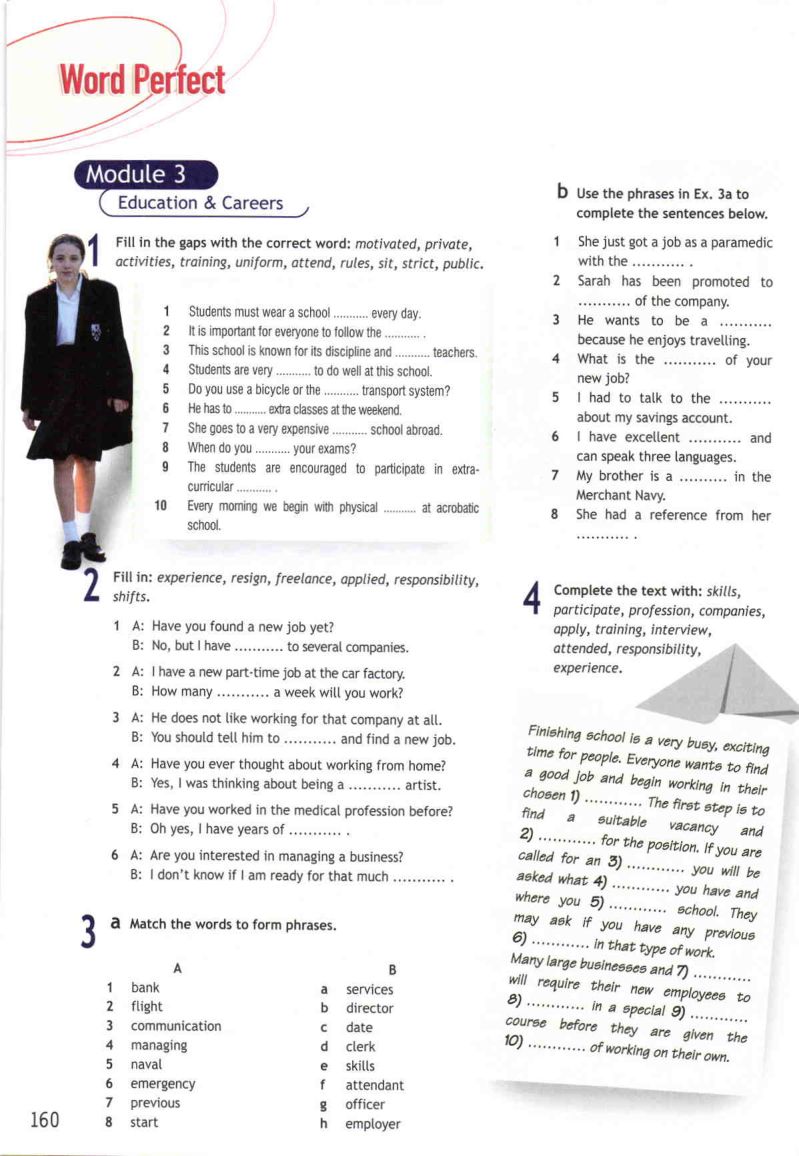 Word Perfect
Module 3
Education & Careers
1 Fill in the gaps with the correct word: motivated, private,
activities, training, uniform, attend, rules, sit, strict, public.
1 Students must wear a school ........... every day.
2 It is important for everyone to follow the ........... .
3 This school is known for its discipline and ........... teachers.
4 Students are very ........... to do well at this school.
5 Do you use a bicycle or the ........... transport system?
6 He has to ........... extra classes at the weekend.
7 She goes to a very expensive ........... school abroad.
8 When do you ........... your exams?
9 The students are encouraged to participate in extra-
curricular ........... .
10 Every morning we begin with physical ........... at acrobatic
school.
2 Fill in: experience, resign, freelance, applied, responsibility,
shifts.
1 A: Have you found a new job yet?
B: No, but I have ........... to several companies.
2 A: I have a new part-time job at the car factory.
B: How many ........... a week will you work?
3 A: He does not like working for that company at all.
B: You should tell him to ........... and find a new job.
4 A: Have you ever thought about working from home?
B: Yes, I was thinking about being a ........... artist.
5 A: Have you worked in the medical profession before?
B: Oh yes, I have years of ........... .
6 A: Are you interested in managing a business?
B: I don't know if I am ready for that much ........... .
3 a Match the words to form phrases.
A B
1 bank a services
2 flight b director
3 communication c date
4 managing d clerk
5 naval e skills
6 emergency f attendant
7 previous g officer
8 start h employer
160
b Use the phrases in Ex. 3a to
complete the sentences below.
1 She just got a job as a paramedic
with the ........... .
2 Sarah has been promoted to
........... of the company.
3 He wants to be a ...........
because he enjoys travelling.
4 What is the ........... of your
new job?
5 I had to talk to the ...........
about my savings account.
6 I have excellent ........... and
can speak three languages.
7 My brother is a .......... in the
Merchant Navy.
8 She had a reference from her
........... .
4 Complete the text with: skills,
participate, profession, companies,
apply, training, interview,
attended, responsibility,
experience.
Finishing school is a very busy, exciting
time for people. Everyone wants to find
a good job and begin working in their
chosen 1) ............ The first step is to
find a suitable vacancy and
2) ............ for the position. If you are
called for an 3) ............ you will be
asked what 4) ............ you have and
where you 5) ............ school. They
may ask if you have any previous
6) ............ in that type of work.
Many large businesses and 7) ............
will require their new employees to
8) ............ in a special 9) ............
course before they are given the
10) ............ of working on their own.